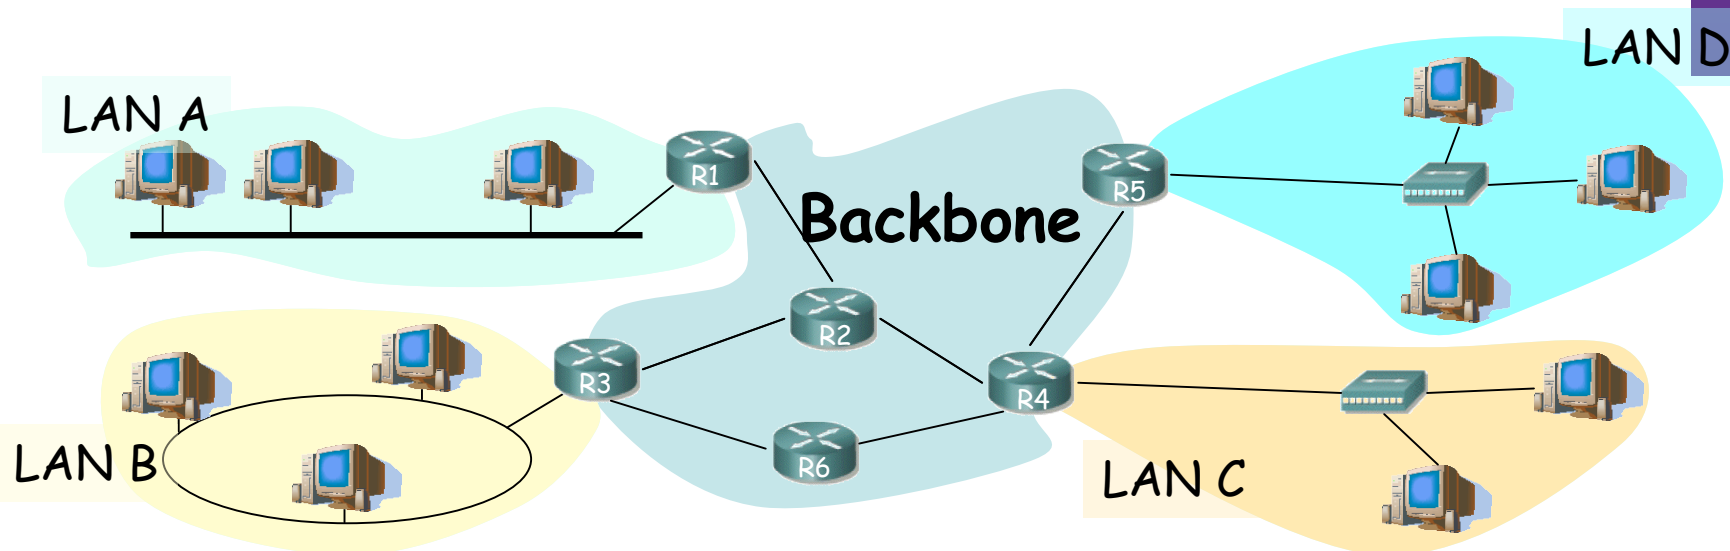 LAN D
LAN A
R1
R5
Backbone
R2
R3
R4
R6
LAN B
LAN C